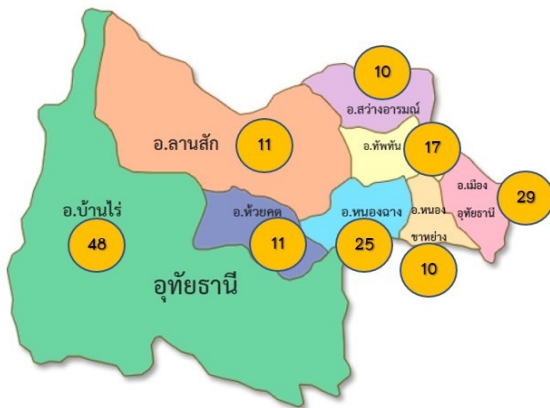 10
อ.สว่างอารมณ์
อ.ลานสัก
11
อ.ทัพทัน
17
อ.เมือง
อุทัยธานี
29
อ.บ้านไร่
48
อ.ห้วยคต
11
อ.หนองฉาง
25
อ.หนอง
ขาหย่าง
10
อุทัยธานี